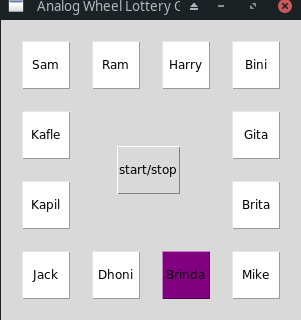 Analog Wheel Lottery G
Sam Ram Harry Bini
Kafle Gita
start/stop
Kapil Brita
Jack Dhoni Brinda Mike